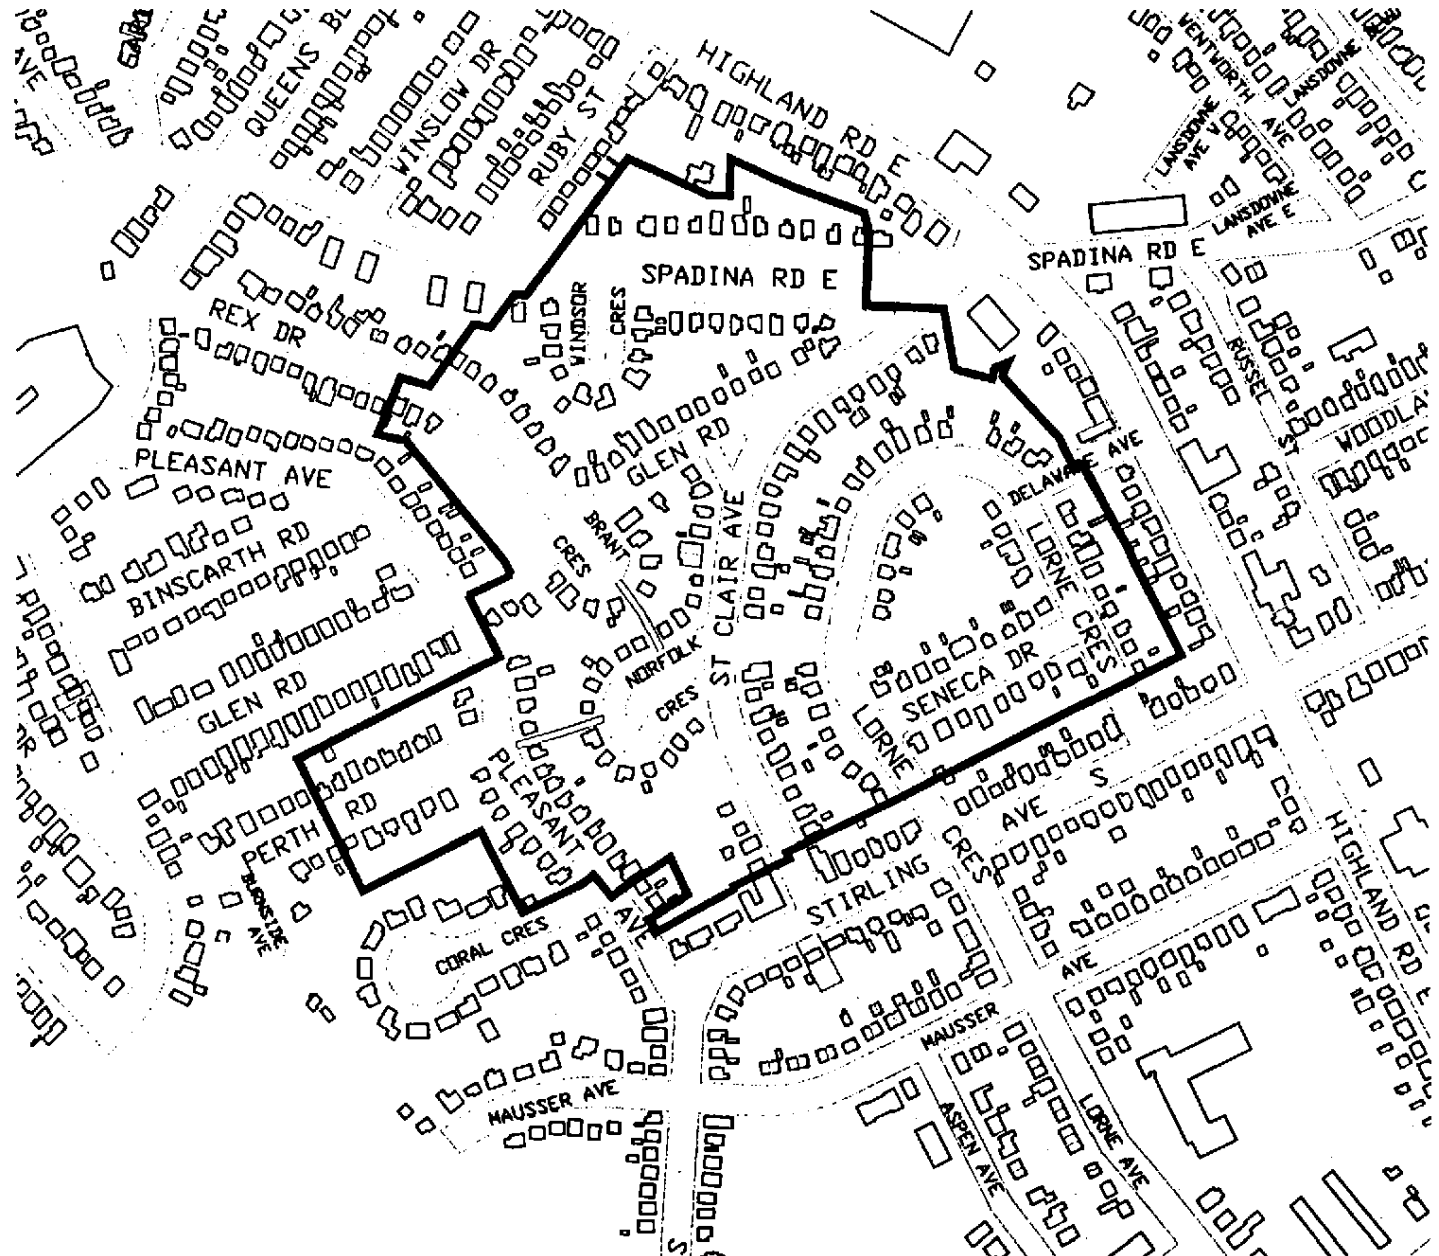 AVE
QUEENS BL
WINSLOW DR
RUBY ST
HIGHLAND RD E
WENTWORTH AVE
LANSDOWNE
LANSDOWNE AVE W
LANSDOWNE AVE E
SPADINA RD E
SPADINA RD E
REX DR
WINDSOR CRES
RUSSEL ST
WOODLA
GLEN RD
PLEASANT AVE
DELAWARE AVE
BRANT CRES
BINSCARTH RD
LORNE CRES
ST CLAIR AVE
NORFOLK CRES
SENECA DR
GLEN RD
LORNE CRES
PLEASANT AVE
PERTH RD
BURNSIDE AVE
AVE S
STIRLING AVE
HIGHLAND RD E
CORAL CRES
MAUSSER
MAUSSER AVE
ASPEN AVE
LORNE AVE
S